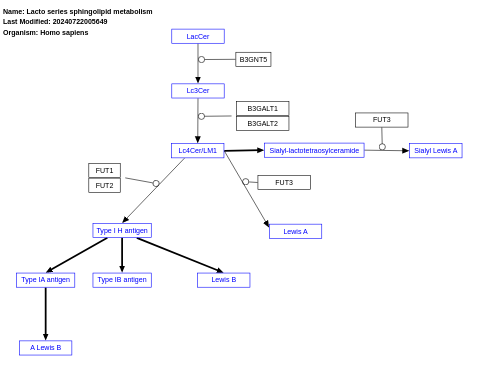 Name: Lacto series sphingolipid metabolism
Last Modified: 20240722005649
Organism: Homo sapiens
LacCer
B3GNT5
Lc3Cer
B3GALT1
B3GALT2
FUT3
Lc4Cer/LM1
Sialyl-lactotetraosylceramide
Sialyl Lewis A
FUT1
FUT2
FUT3
Type I H antigen
Lewis A
Type IA antigen
Type IB antigen
Lewis B
A Lewis B